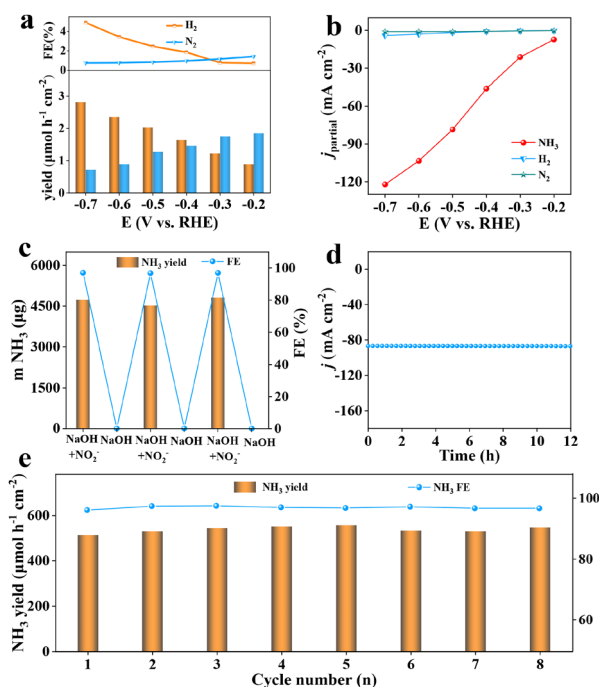 a
FE(%)
4
2
0
H₂
N₂
yield (μmol h⁻¹ cm⁻²)
3
2
1
0
-0.7 -0.6 -0.5 -0.4 -0.3 -0.2
E (V vs. RHE)
b
j partial (mA cm⁻²)
0
-30
-60
-90
-120
NH₃
H₂
N₂
-0.7 -0.6 -0.5 -0.4 -0.3 -0.2
E (V vs. RHE)
c
NH₃ yield FE
m NH₃ (μg)
6000
4500
3000
1500
0
100
80
60
40
20
0
FE (%)
NaOH NaOH NaOH NaOH NaOH NaOH
+NO₂⁻ +NO₂⁻ +NO₂⁻
d
j (mA cm⁻²)
0
-40
-80
-120
-160
0 2 4 6 8 10 12
Time (h)
e
NH₃ yield NH₃ FE
NH₃ yield (μmol h⁻¹ cm⁻²)
600
400
200
0
100
90
80
60
1 2 3 4 5 6 7 8
Cycle number (n)